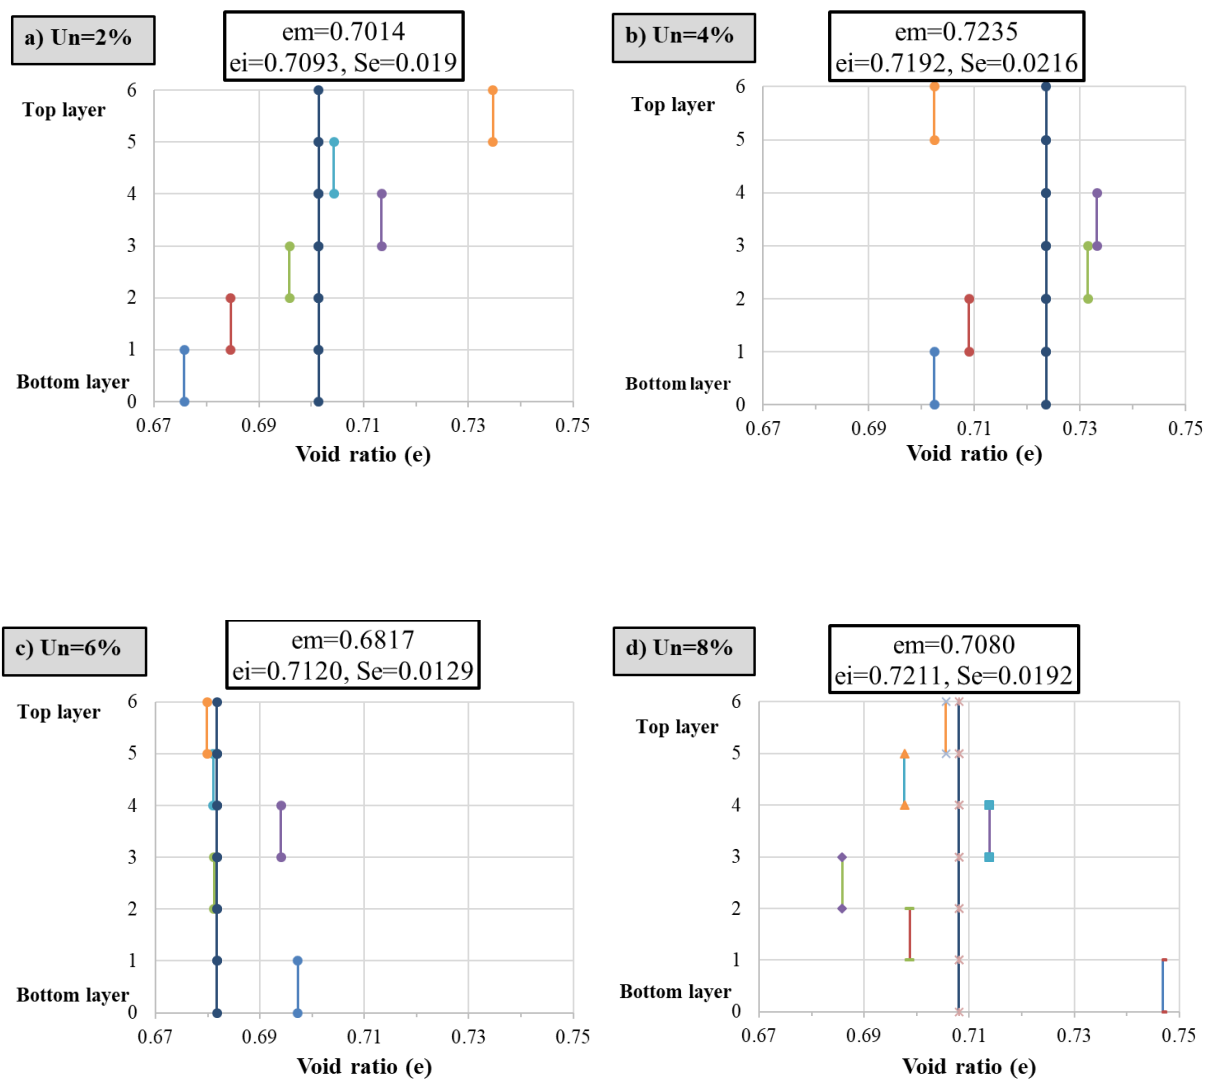 a) Un=2%
em=0.7014
ei=0.7093, Se=0.019
Top layer
6
5
4
3
2
1
Bottom layer
0
0.67 0.69 0.71 0.73 0.75
Void ratio (e)
b) Un=4%
em=0.7235
ei=0.7192, Se=0.0216
Top layer
6
5
4
3
2
1
Bottom layer
0
0.67 0.69 0.71 0.73 0.75
Void ratio (e)
c) Un=6%
em=0.6817
ei=0.7120, Se=0.0129
Top layer
6
5
4
3
2
1
Bottom layer
0
0.67 0.69 0.71 0.73 0.75
Void ratio (e)
d) Un=8%
em=0.7080
ei=0.7211, Se=0.0192
Top layer
6
5
4
3
2
1
Bottom layer
0
0.67 0.69 0.71 0.73 0.75
Void ratio (e)